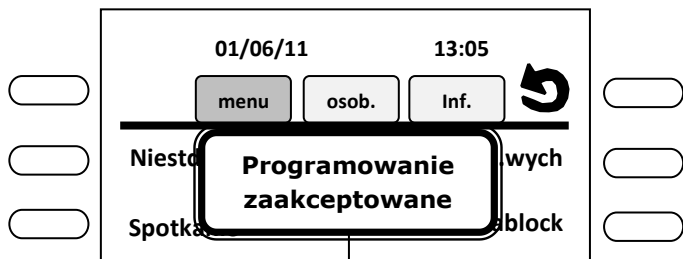 01/06/11 13:05
menu osob. Inf.
Programowanie
zaakceptowane